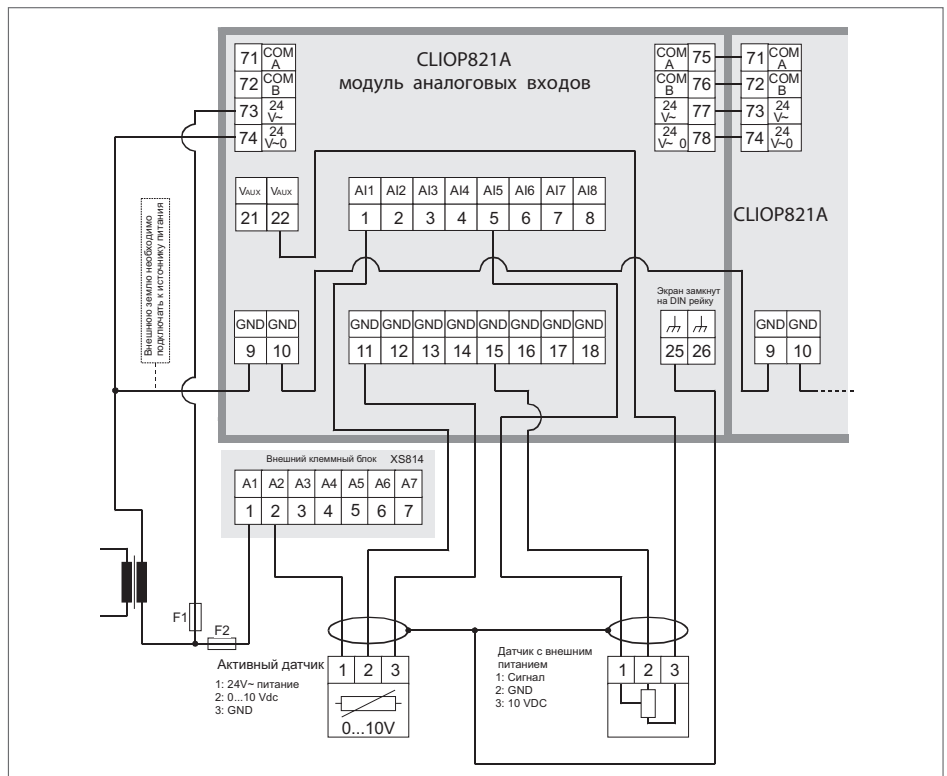 CLIOP821A
модуль аналоговых входов
71 COM A
72 COM B
73 24 V~
74 24 V~0
COM A 75
COM B 76
24 V~ 77
24 V~ 0 78
71 COM A
72 COM B
73 24 V~
74 24 V~0
CLIOP821A
VAUX VAUX
21 22
AI1 AI2 AI3 AI4 AI5 AI6 AI7 AI8
1 2 3 4 5 6 7 8
Внешнюю землю необходимо
подключать к источнику питания
Экран замкнут
на DIN рейку
25 26
GND GND
9 10
GND GND GND GND GND GND GND GND
11 12 13 14 15 16 17 18
GND GND
9 10
Внешний клеммный блок XS814
A1 A2 A3 A4 A5 A6 A7
1 2 3 4 5 6 7
F1
F2
Активный датчик
1: 24V~ питание
2: 0...10 Vdc
3: GND
1 2 3
0...10V
Датчик с внешним
питанием
1: Сигнал
2: GND
3: 10 VDC
1 2 3